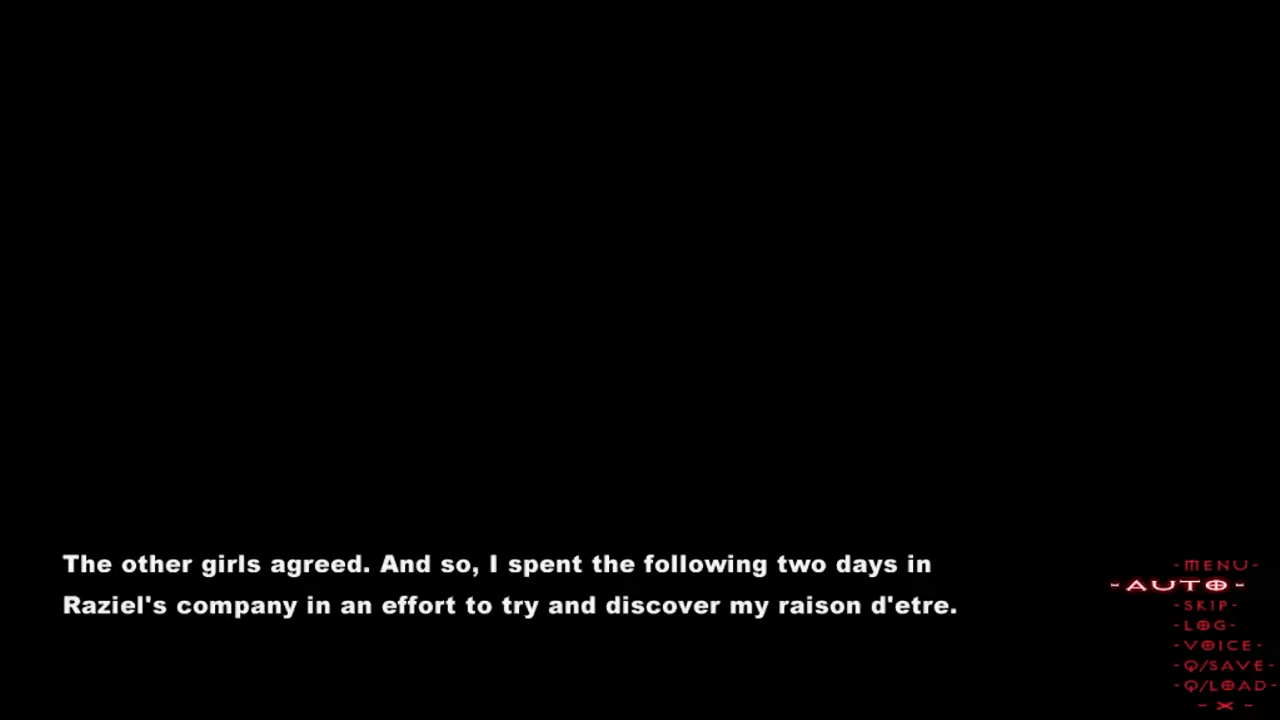 The other girls agreed. And so, I spent the following two days in
Raziel's company in an effort to try and discover my raison d'etre.
-MENU-
-AUTO-
-SKIP-
-LOG-
-VOICE-
-Q/SAVE-
-Q/LOAD-
-X-